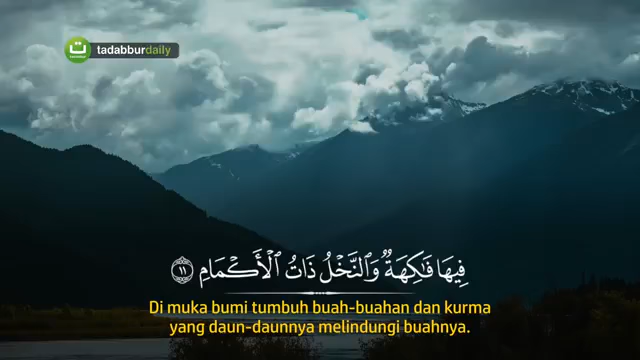 tadabburdaily
فِيهَا فَٰكِهَةٌ وَٱلنَّخْلُ ذَاتُ ٱلْأَكْمَامِ ١١
Di muka bumi tumbuh buah-buahan dan kurma
yang daun-daunnya melindungi buahnya.